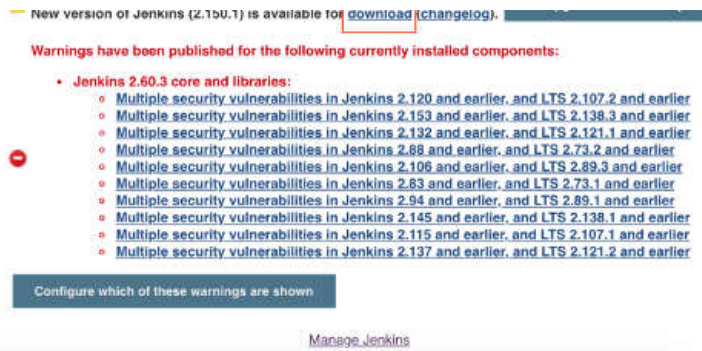 New version of Jenkins (2.150.1) is available for download (changelog).
Warnings have been published for the following currently installed components:
Jenkins 2.60.3 core and libraries:
Multiple security vulnerabilities in Jenkins 2.120 and earlier, and LTS 2.107.2 and earlier
Multiple security vulnerabilities in Jenkins 2.153 and earlier, and LTS 2.138.3 and earlier
Multiple security vulnerabilities in Jenkins 2.132 and earlier, and LTS 2.121.1 and earlier
Multiple security vulnerabilities in Jenkins 2.88 and earlier, and LTS 2.73.2 and earlier
Multiple security vulnerabilities in Jenkins 2.106 and earlier, and LTS 2.89.3 and earlier
Multiple security vulnerabilities in Jenkins 2.83 and earlier, and LTS 2.73.1 and earlier
Multiple security vulnerabilities in Jenkins 2.94 and earlier, and LTS 2.89.1 and earlier
Multiple security vulnerabilities in Jenkins 2.145 and earlier, and LTS 2.138.1 and earlier
Multiple security vulnerabilities in Jenkins 2.115 and earlier, and LTS 2.107.1 and earlier
Multiple security vulnerabilities in Jenkins 2.137 and earlier, and LTS 2.121.2 and earlier
Configure which of these warnings are shown
Manage Jenkins